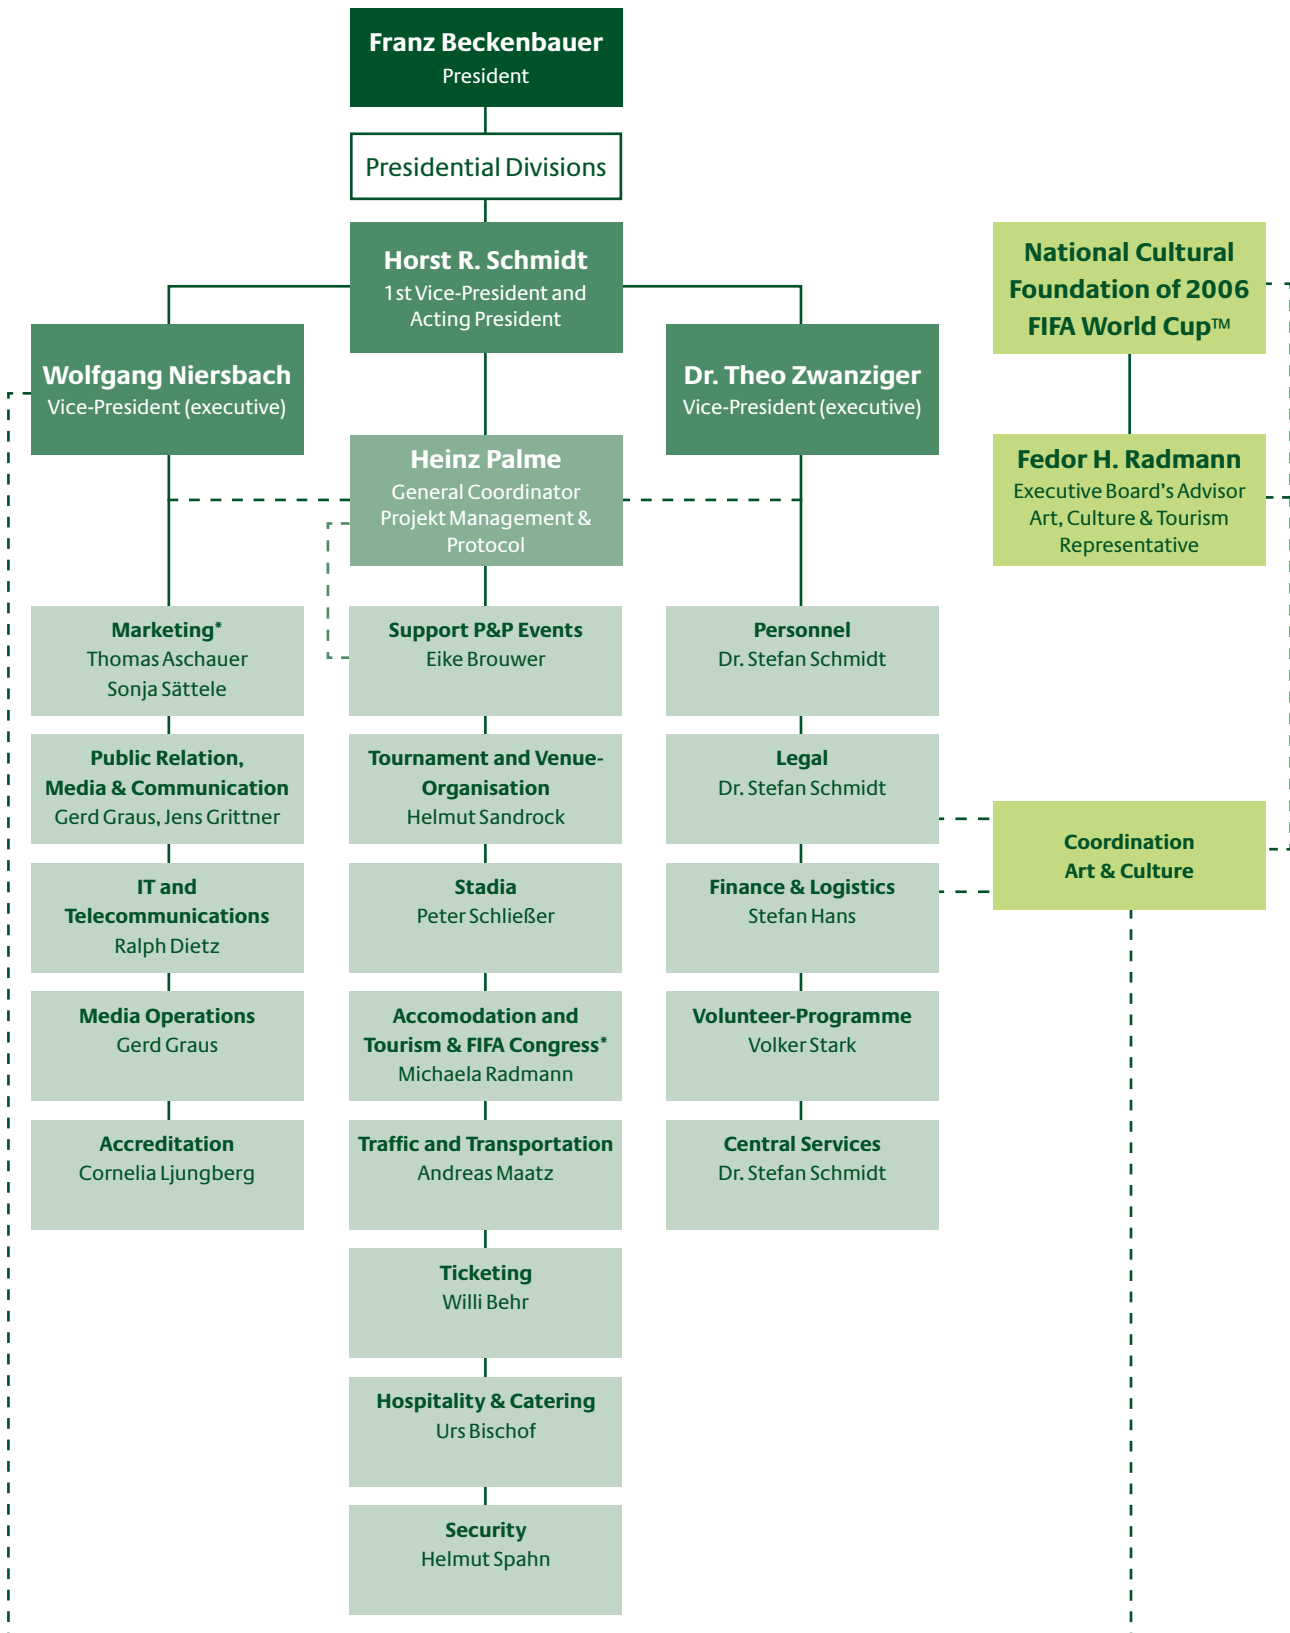 Franz Beckenbauer
President
Presidential Divisions
Horst R. Schmidt
1st Vice-President and
Acting President
National Cultural
Foundation of 2006
FIFA World Cup™
Wolfgang Niersbach
Vice-President (executive)
Dr. Theo Zwanziger
Vice-President (executive)
Heinz Palme
General Coordinator
Projekt Management &
Protocol
Fedor H. Radmann
Executive Board's Advisor
Art, Culture & Tourism
Representative
Marketing*
Thomas Aschauer
Sonja Sättele
Public Relation,
Media & Communication
Gerd Graus, Jens Grittner
IT and
Telecommunications
Ralph Dietz
Media Operations
Gerd Graus
Accreditation
Cornelia Ljungberg
Support P&P Events
Eike Brouwer
Tournament and Venue-
Organisation
Helmut Sandrock
Stadia
Peter Schließer
Accomodation and
Tourism & FIFA Congress*
Michaela Radmann
Traffic and Transportation
Andreas Maatz
Ticketing
Willi Behr
Hospitality & Catering
Urs Bischof
Security
Helmut Spahn
Personnel
Dr. Stefan Schmidt
Legal
Dr. Stefan Schmidt
Finance & Logistics
Stefan Hans
Volunteer-Programme
Volker Stark
Central Services
Dr. Stefan Schmidt
Coordination
Art & Culture